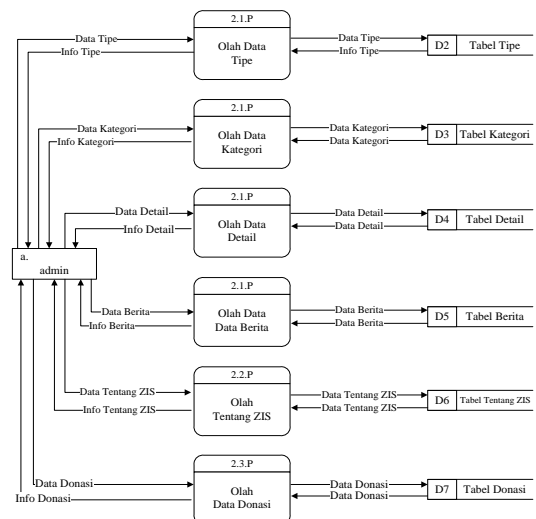 2.1.P
Olah Data
Tipe
Data Tipe
Info Tipe
Data Tipe
Info Tipe
D2 Tabel Tipe
2.1.P
Olah Data
Kategori
Data Kategori
Info Kategori
Data Kategori
Data Kategori
D3 Tabel Kategori
2.1.P
Olah Data
Detail
Data Detail
Info Detail
Data Detail
Data Detail
D4 Tabel Detail
a.
admin
2.1.P
Olah Data
Data Berita
Data Berita
Info Berita
Data Berita
Data Berita
D5 Tabel Berita
2.2.P
Olah
Tentang ZIS
Data Tentang ZIS
Info Tentang ZIS
Data Tentang ZIS
Data Tentang ZIS
D6 Tabel Tentang ZIS
2.3.P
Olah
Data Donasi
Data Donasi
Info Donasi
Data Donasi
Data Donasi
D7 Tabel Donasi